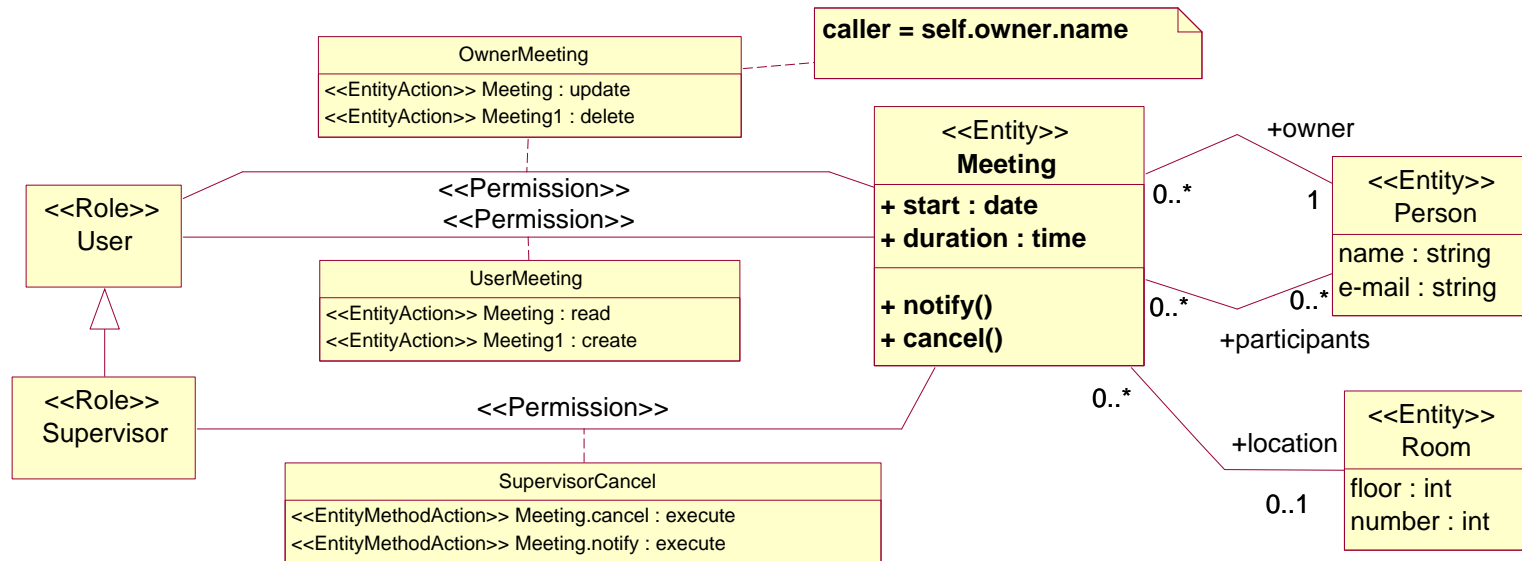 caller = self.owner.name
OwnerMeeting
<<EntityAction>> Meeting : update
<<EntityAction>> Meeting1 : delete
<<Role>>
User
<<Permission>>
<<Permission>>
UserMeeting
<<EntityAction>> Meeting : read
<<EntityAction>> Meeting1 : create
<<Role>>
Supervisor
<<Permission>>
SupervisorCancel
<<EntityMethodAction>> Meeting.cancel : execute
<<EntityMethodAction>> Meeting.notify : execute
<<Entity>>
Meeting
+ start : date
+ duration : time
+ notify()
+ cancel()
+owner
0..*
1
<<Entity>>
Person
name : string
e-mail : string
0..*
0..*
+participants
0..*
+location
0..1
<<Entity>>
Room
floor : int
number : int